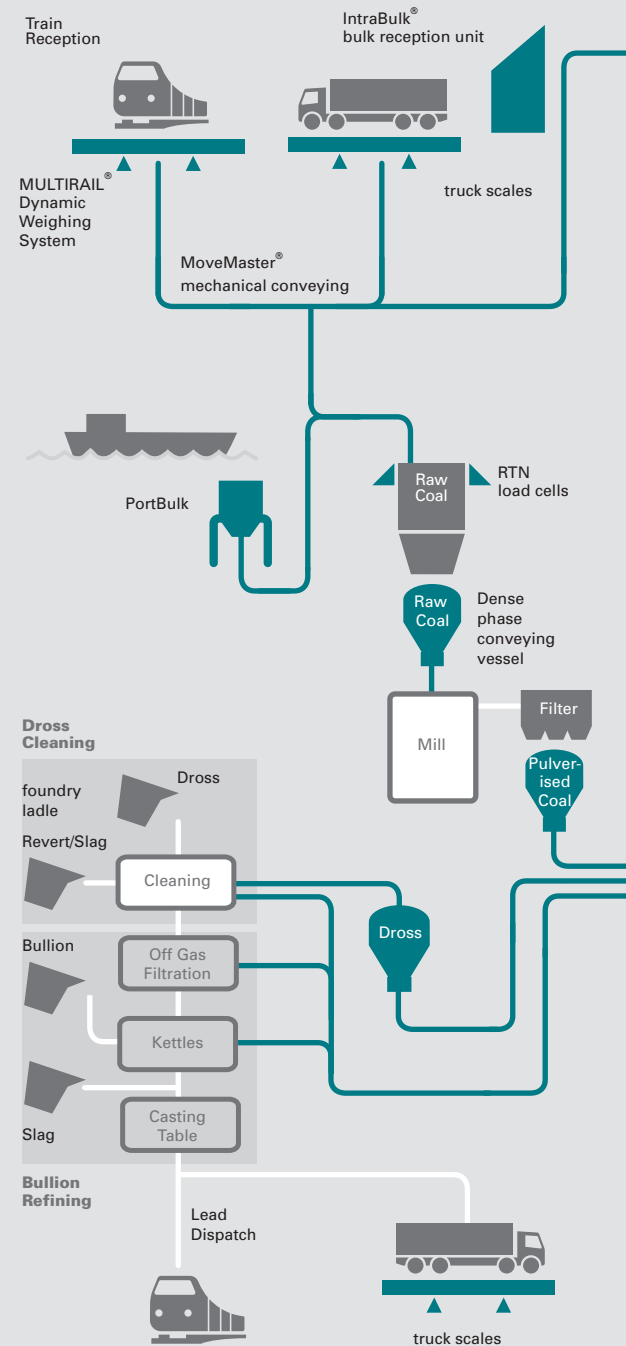 Train
Reception
IntraBulk®
bulk reception unit
MULTIRAIL®
Dynamic
Weighing
System
truck scales
MoveMaster®
mechanical conveying
PortBulk
Raw
Coal
RTN
load cells
Raw
Coal
Dense
phase
conveying
vessel
Mill
Filter
Pulver-
ised
Coal
Dross
Cleaning
foundry
ladle
Dross
Revert/Slag
Cleaning
Bullion
Off Gas
Filtration
Dross
Kettles
Slag
Casting
Table
Bullion
Refining
Lead
Dispatch
truck scales